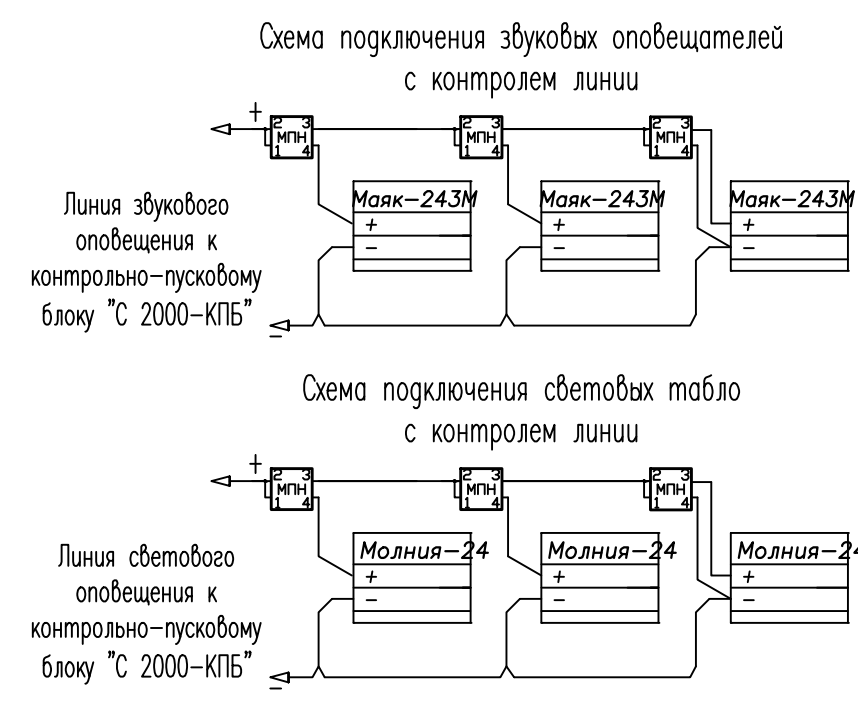 Схема подключения звуковых оповещателей
с контролем линии
+
2 3
МПН
1 4
2 3
МПН
1 4
2 3
МПН
1 4
Линия звукового
оповещения к
контрольно-пусковому
блоку "С 2000-КПБ"
Маяк-243М
+
−
Маяк-243М
+
−
Маяк-243М
+
−
−
Схема подключения световых табло
с контролем линии
+
2 3
МПН
1 4
2 3
МПН
1 4
2 3
МПН
1 4
Линия светового
оповещения к
контрольно-пусковому
блоку "С 2000-КПБ"
Молния-24
+
−
Молния-24
+
−
Молния-24
+
−
−